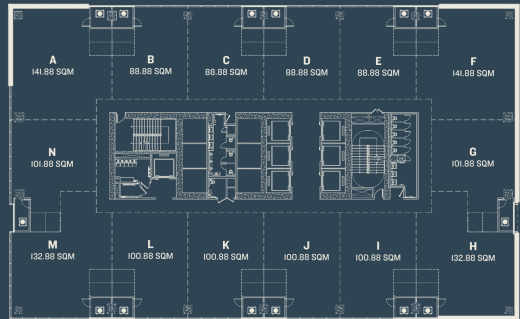 A
141.88 SQM
B
88.88 SQM
C
88.88 SQM
D
88.88 SQM
E
88.88 SQM
F
141.88 SQM
N
101.88 SQM
G
101.88 SQM
M
132.88 SQM
L
100.88 SQM
K
100.88 SQM
J
100.88 SQM
I
100.88 SQM
H
132.88 SQM